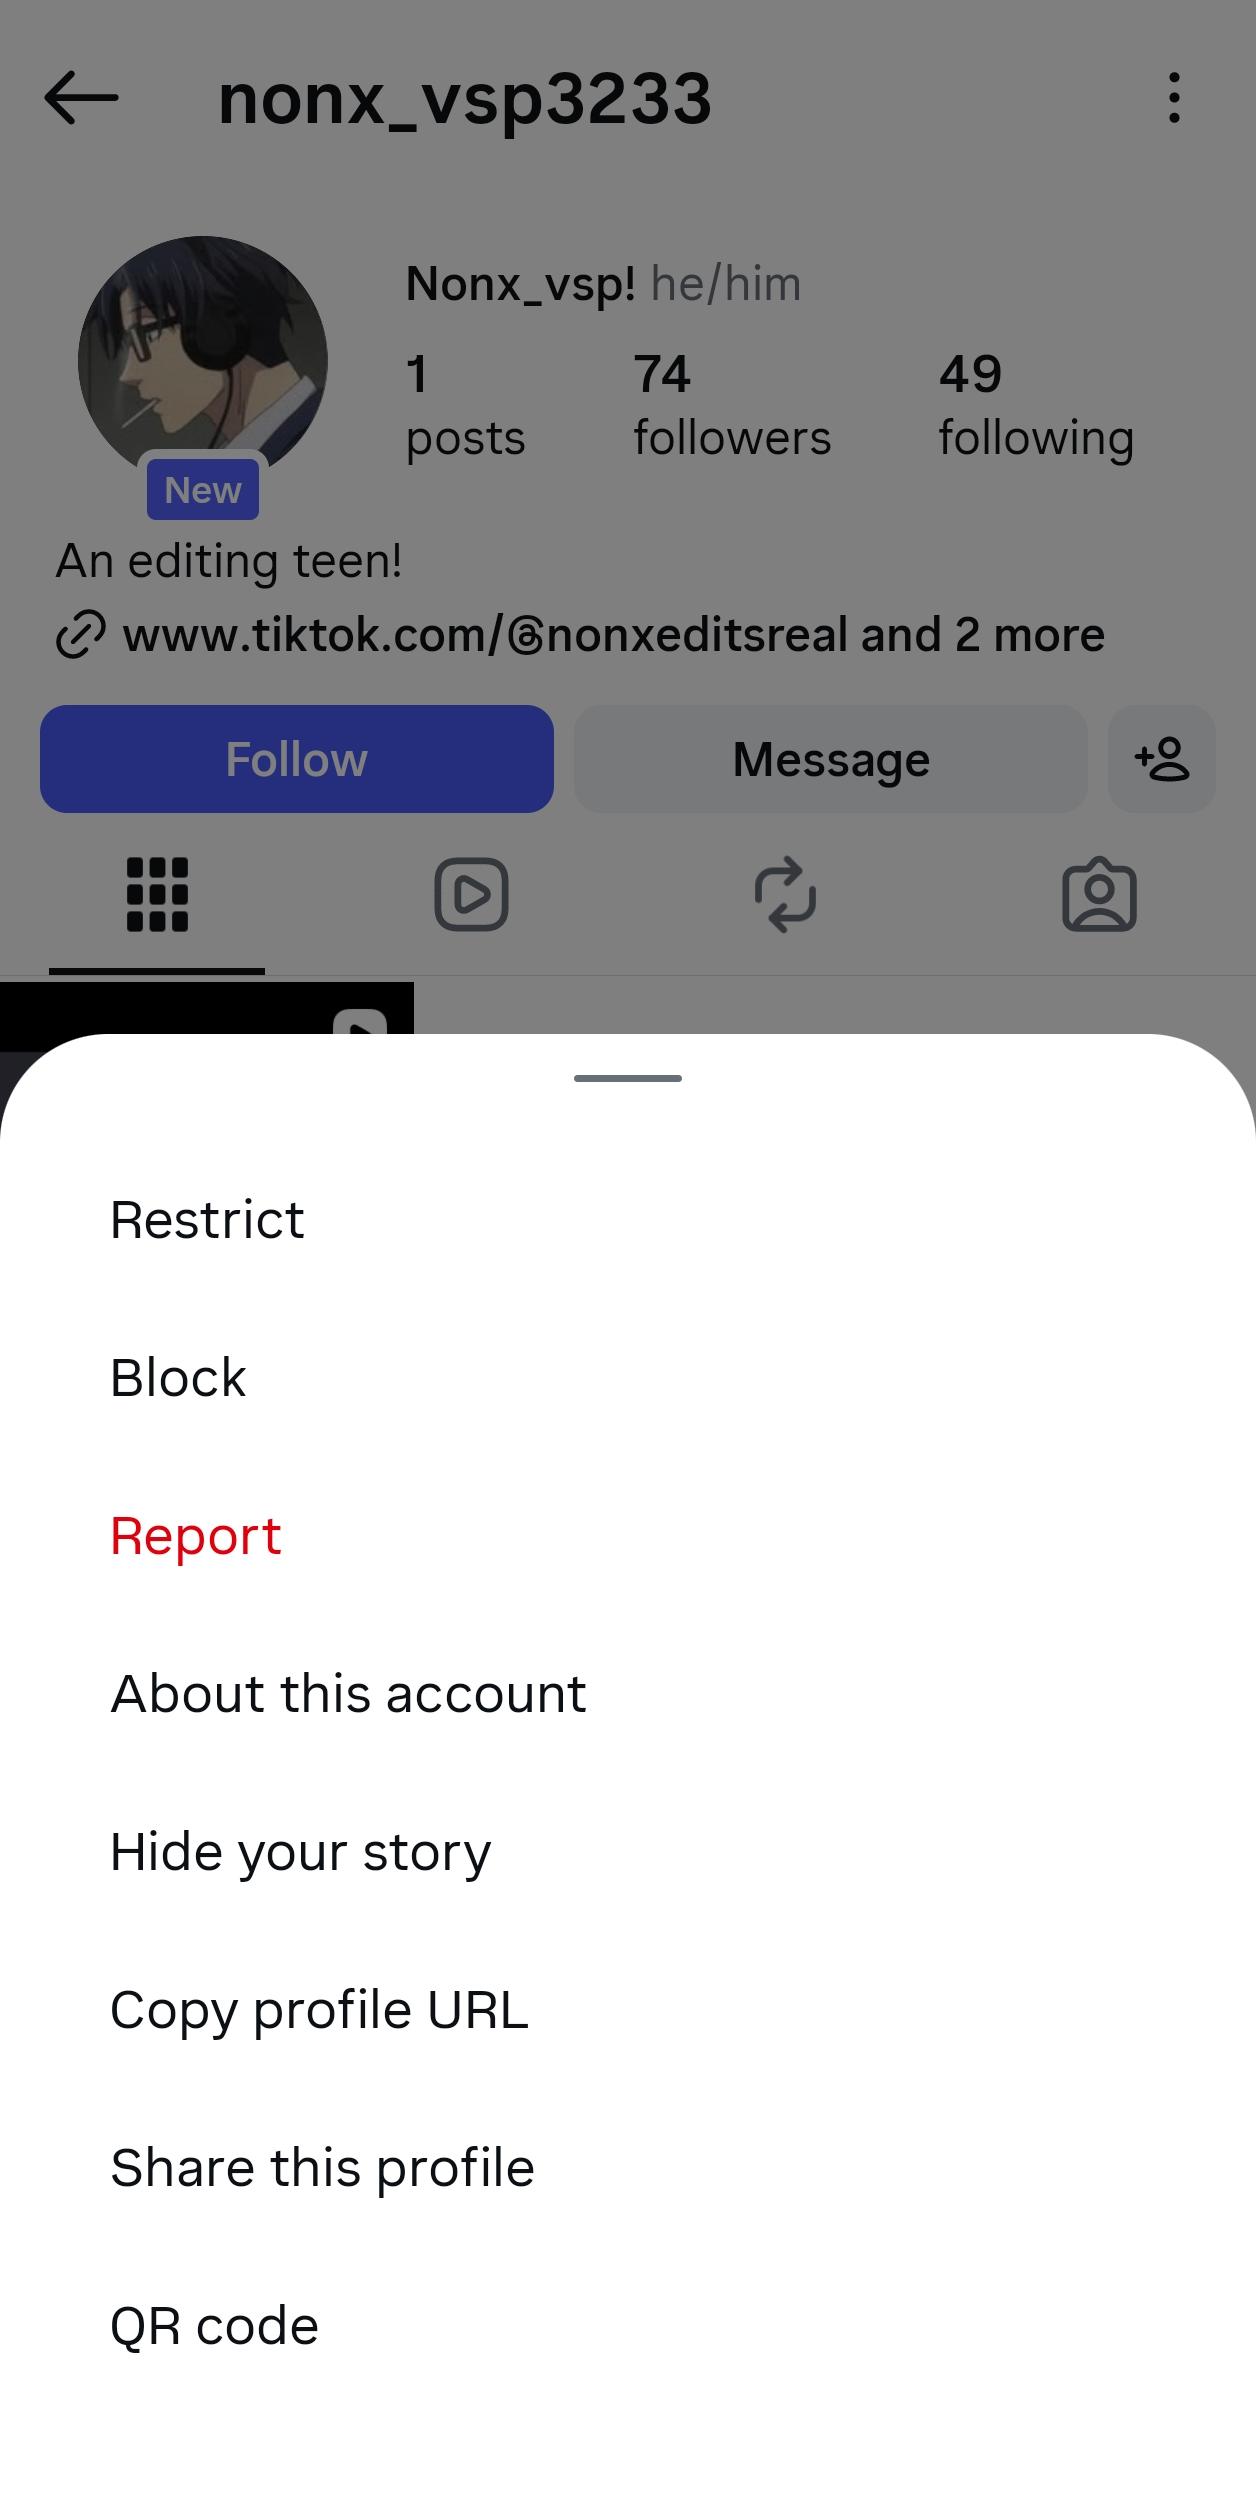 nonx_vsp3233
Nonx_vsp! he/him
1 74 49
posts followers following
New
An editing teen!
www.tiktok.com/@nonxeditsreal and 2 more
Follow Message
Restrict
Block
Report
About this account
Hide your story
Copy profile URL
Share this profile
QR code